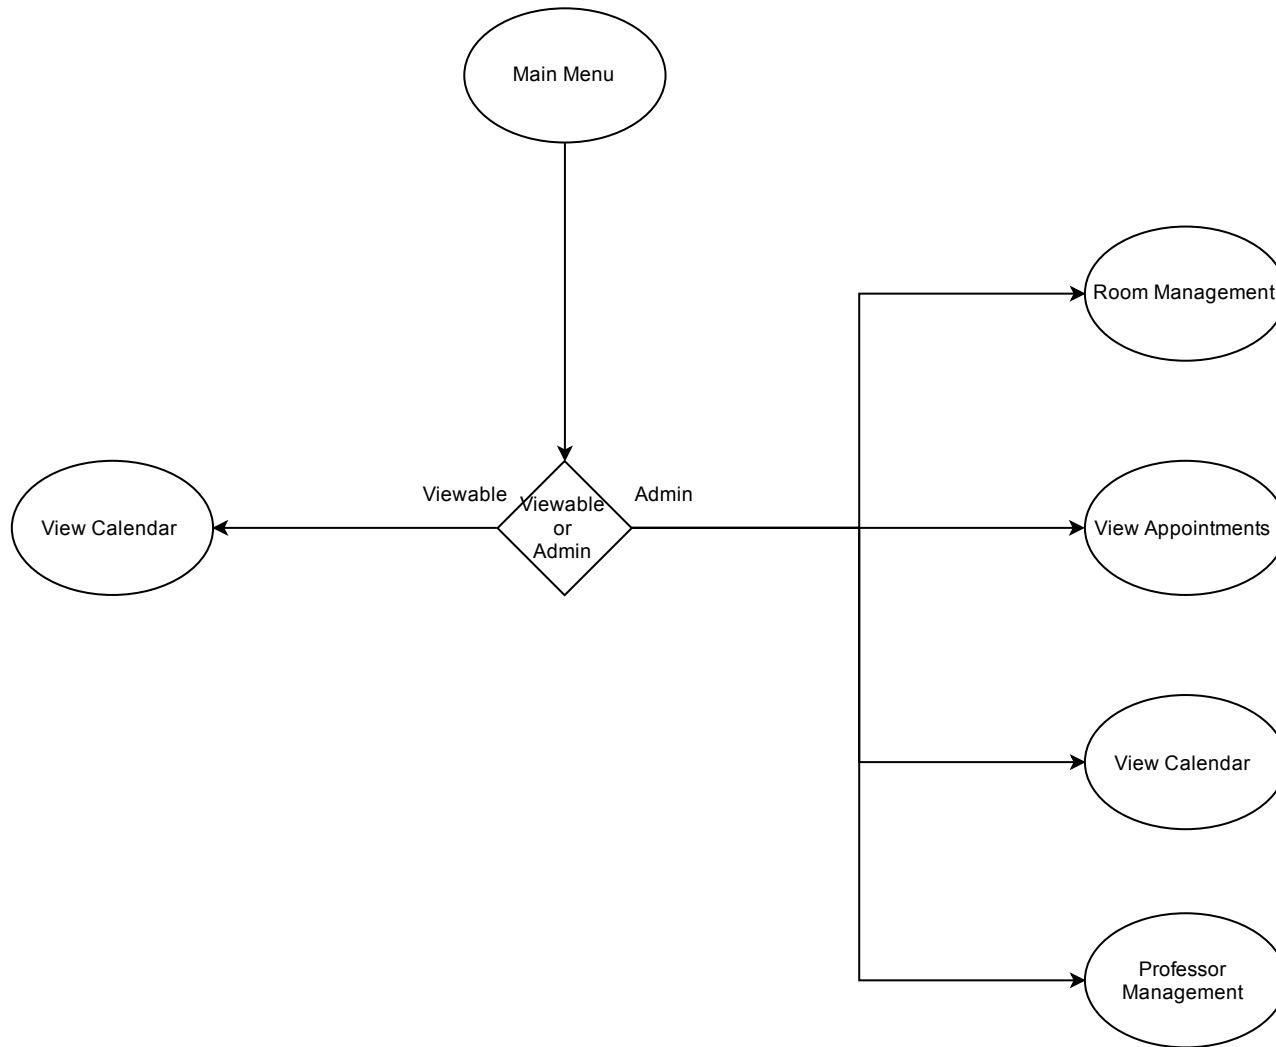 Main Menu
Room Management
Viewable
Admin
Viewable
or
Admin
View Calendar
View Appointments
View Calendar
Professor
Management